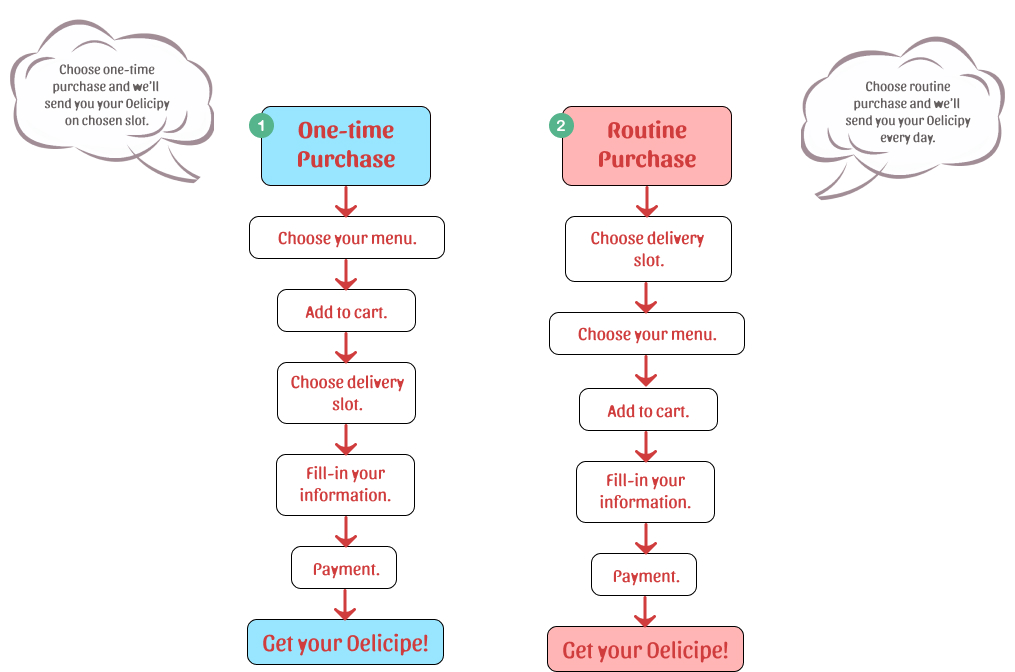 Choose one-time
purchase and we'll
send you your Oelicipy
on chosen slot.
1
One-time
Purchase
Choose your menu.
Add to cart.
Choose delivery
slot.
Fill-in your
information.
Payment.
Get your Oelicipe!
2
Routine
Purchase
Choose delivery
slot.
Choose your menu.
Add to cart.
Fill-in your
information.
Payment.
Get your Oelicipe!
Choose routine
purchase and we'll
send you your Oelicipy
every day.